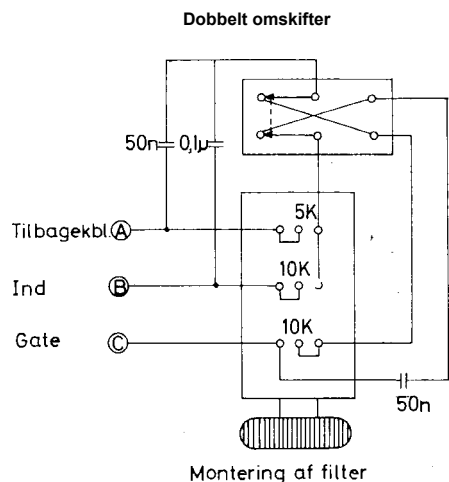 Dobbelt omskifter
50n 0,1µ
5K
Tilbagekbl. A
10K
Ind B
10K
Gate C
50n
Montering af filter